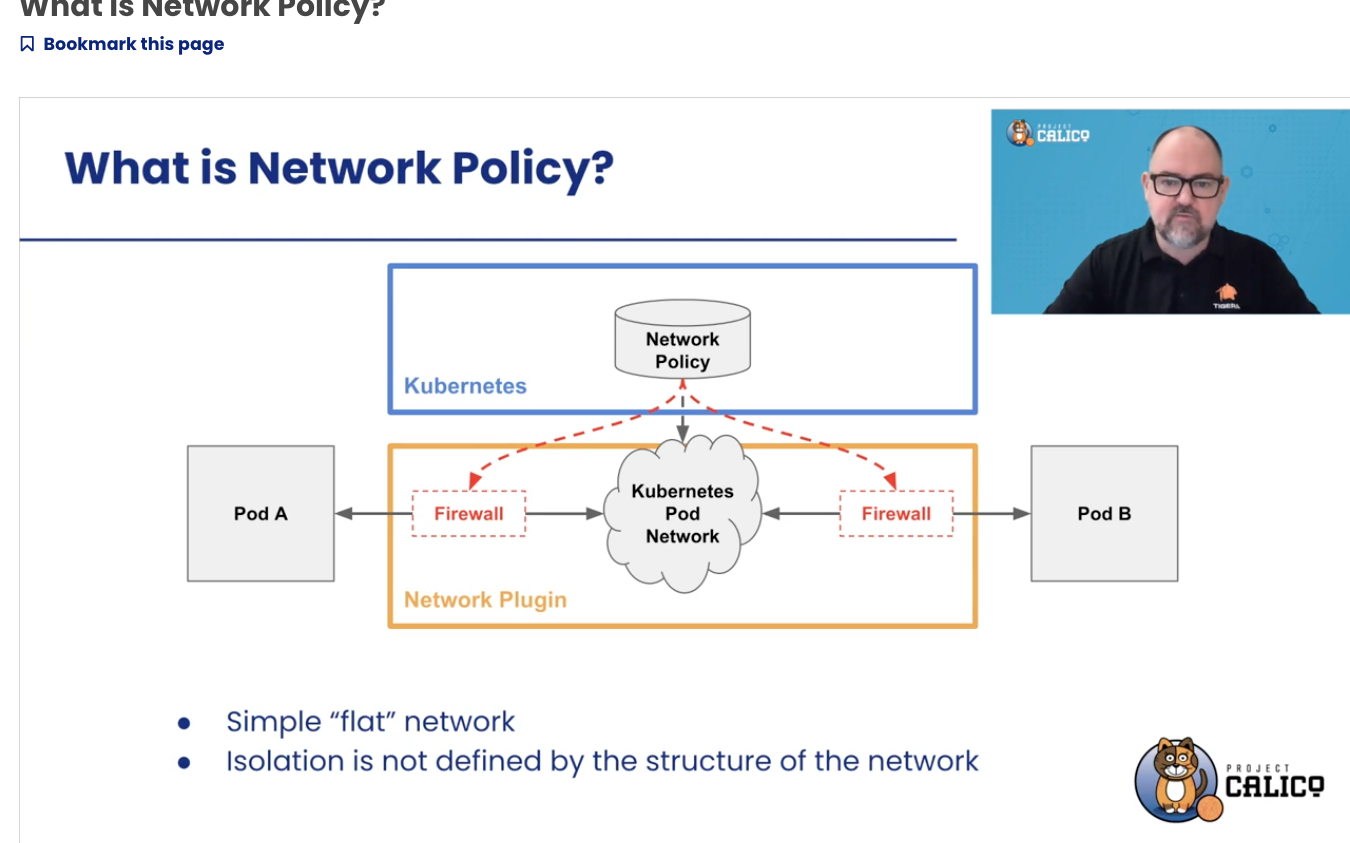 What is Network Policy?
Bookmark this page
What is Network Policy?
PROJECT
CALICO
TIGERA
Network
Policy
Kubernetes
Pod A
Firewall
Kubernetes
Pod
Network
Firewall
Pod B
Network Plugin
● Simple “flat” network
● Isolation is not defined by the structure of the network
PROJECT
CALICO